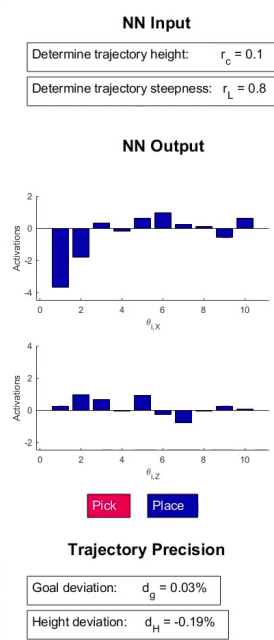 NN Input
Determine trajectory height: r_c = 0.1
Determine trajectory steepness: r_L = 0.8
NN Output
2
0
-2
-4
Activations
0 2 4 6 8 10
θ_i,X
4
2
0
-2
Activations
0 2 4 6 8 10
θ_i,Z
Pick Place
Trajectory Precision
Goal deviation: d_g = 0.03%
Height deviation: d_H = -0.19%